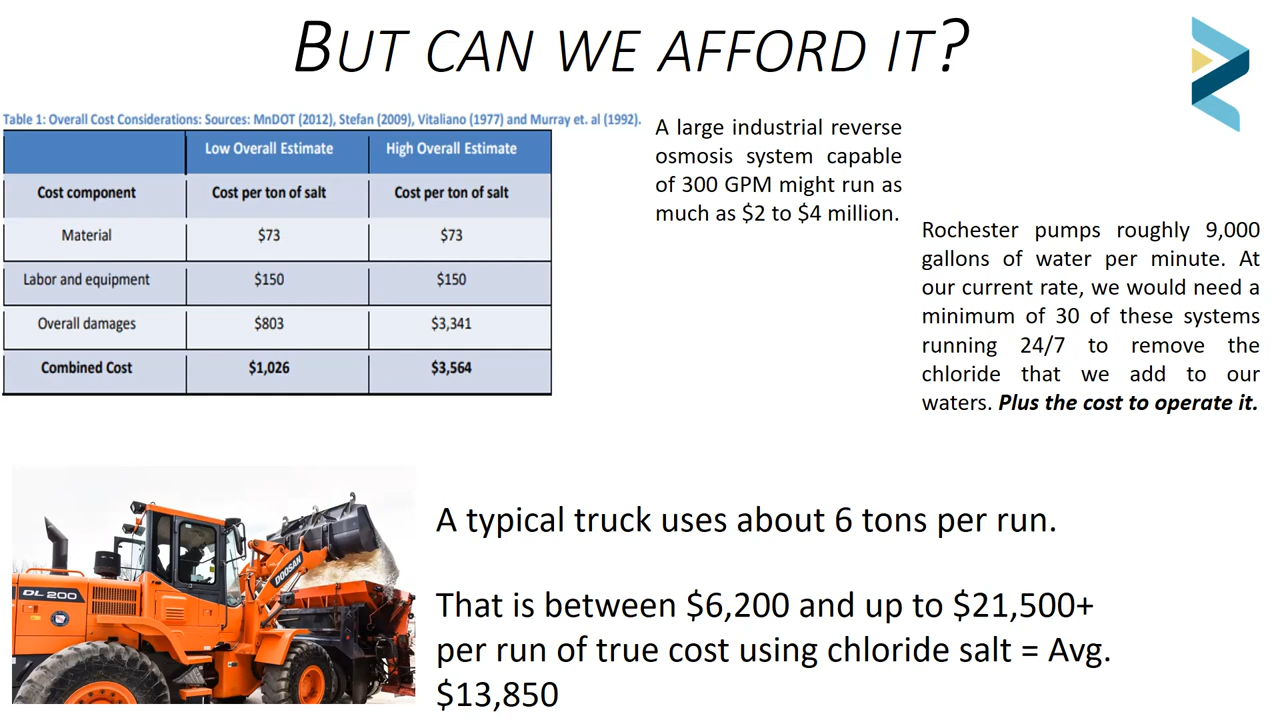 BUT CAN WE AFFORD IT?
Table 1: Overall Cost Considerations: Sources: MnDOT (2012), Stefan (2009), Vitaliano (1977) and Murray et. al (1992).
Low Overall Estimate High Overall Estimate
Cost component Cost per ton of salt Cost per ton of salt
Material $73 $73
Labor and equipment $150 $150
Overall damages $803 $3,341
Combined Cost $1,026 $3,564
A large industrial reverse
osmosis system capable
of 300 GPM might run as
much as $2 to $4 million.
Rochester pumps roughly 9,000
gallons of water per minute. At
our current rate, we would need a
minimum of 30 of these systems
running 24/7 to remove the
chloride that we add to our
waters. Plus the cost to operate it.
DOOSAN
DL 200
A typical truck uses about 6 tons per run.
That is between $6,200 and up to $21,500+
per run of true cost using chloride salt = Avg.
$13,850